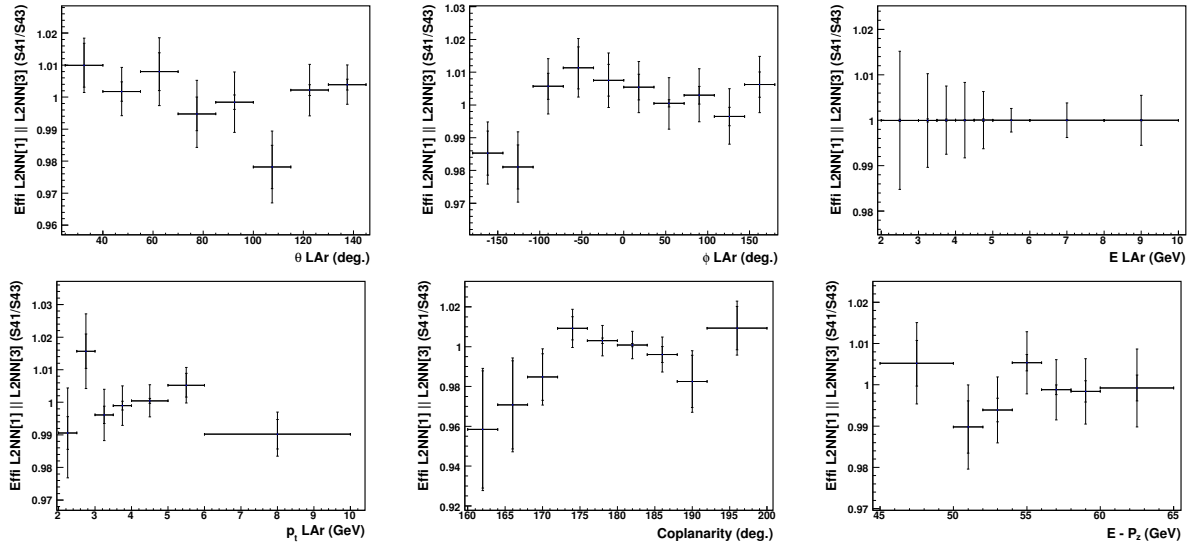 Effi L2NN[1] || L2NN[3] (S41/S43)
1.02
1.01
1
0.99
0.98
0.97
0.96
40 60 80 100 120 140
θ LAr (deg.)
Effi L2NN[1] || L2NN[3] (S41/S43)
1.03
1.02
1.01
1
0.99
0.98
0.97
-150 -100 -50 0 50 100 150
ϕ LAr (deg.)
Effi L2NN[1] || L2NN[3] (S41/S43)
1.02
1.01
1
0.99
0.98
2 3 4 5 6 7 8 9 10
E LAr (GeV)
Effi L2NN[1] || L2NN[3] (S41/S43)
1.03
1.02
1.01
1
0.99
0.98
0.97
2 3 4 5 6 7 8 9 10
pt LAr (GeV)
Effi L2NN[1] || L2NN[3] (S41/S43)
1.02
1
0.98
0.96
0.94
0.92
160 165 170 175 180 185 190 195 200
Coplanarity (deg.)
Effi L2NN[1] || L2NN[3] (S41/S43)
1.02
1.01
1
0.99
0.98
0.97
45 50 55 60 65
E - Pz (GeV)